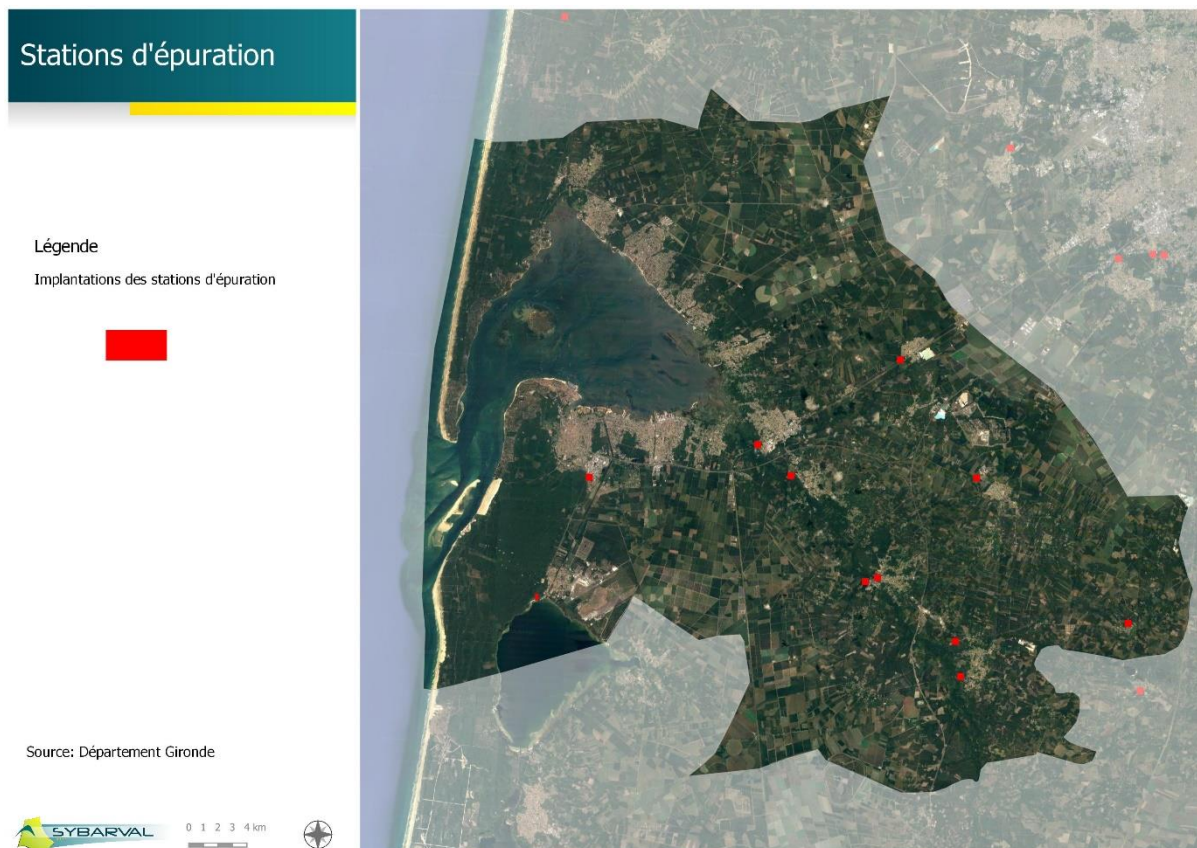 Stations d'épuration
Légende
Implantations des stations d'épuration
Source: Département Gironde
SYBARVAL
0 1 2 3 4 km